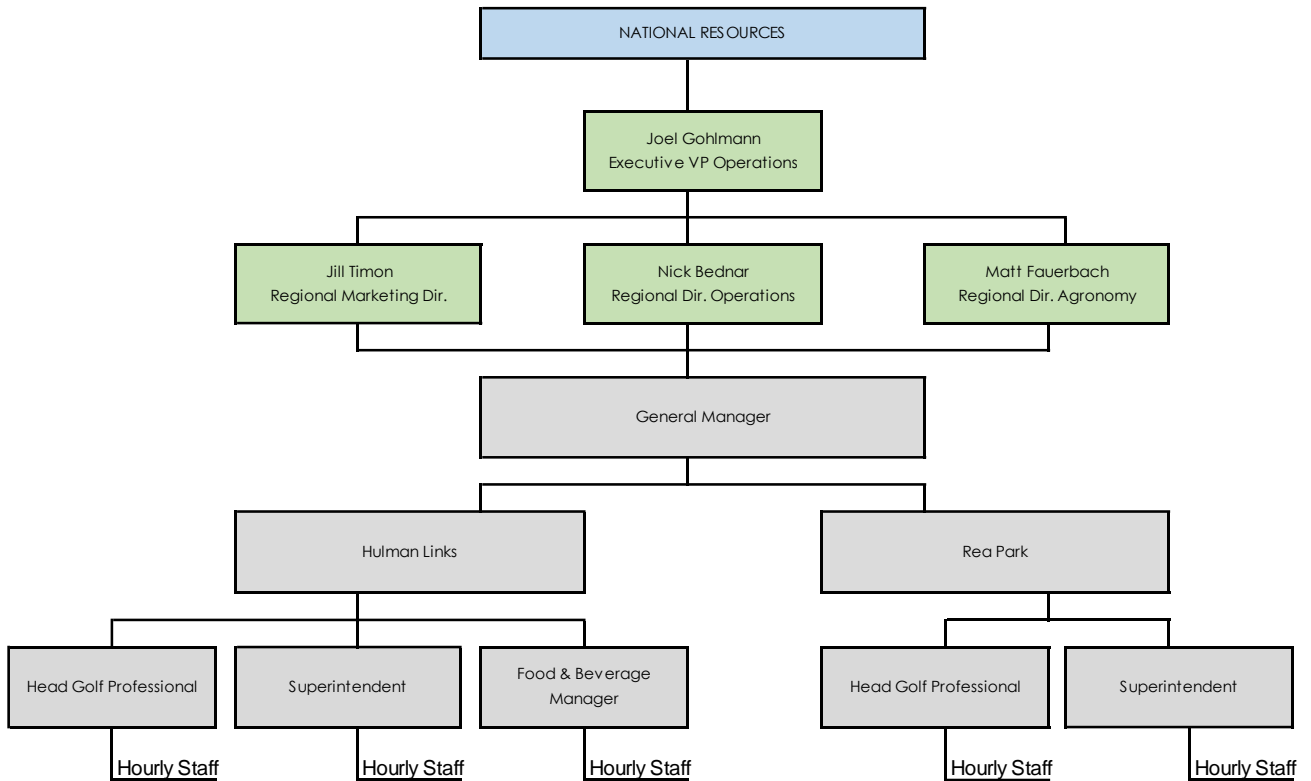 NATIONAL RESOURCES
Joel Gohlmann
Executive VP Operations
Jill Timon
Regional Marketing Dir.
Nick Bednar
Regional Dir. Operations
Matt Fauerbach
Regional Dir. Agronomy
General Manager
Hulman Links
Rea Park
Head Golf Professional
Superintendent
Food & Beverage
Manager
Head Golf Professional
Superintendent
Hourly Staff
Hourly Staff
Hourly Staff
Hourly Staff
Hourly Staff